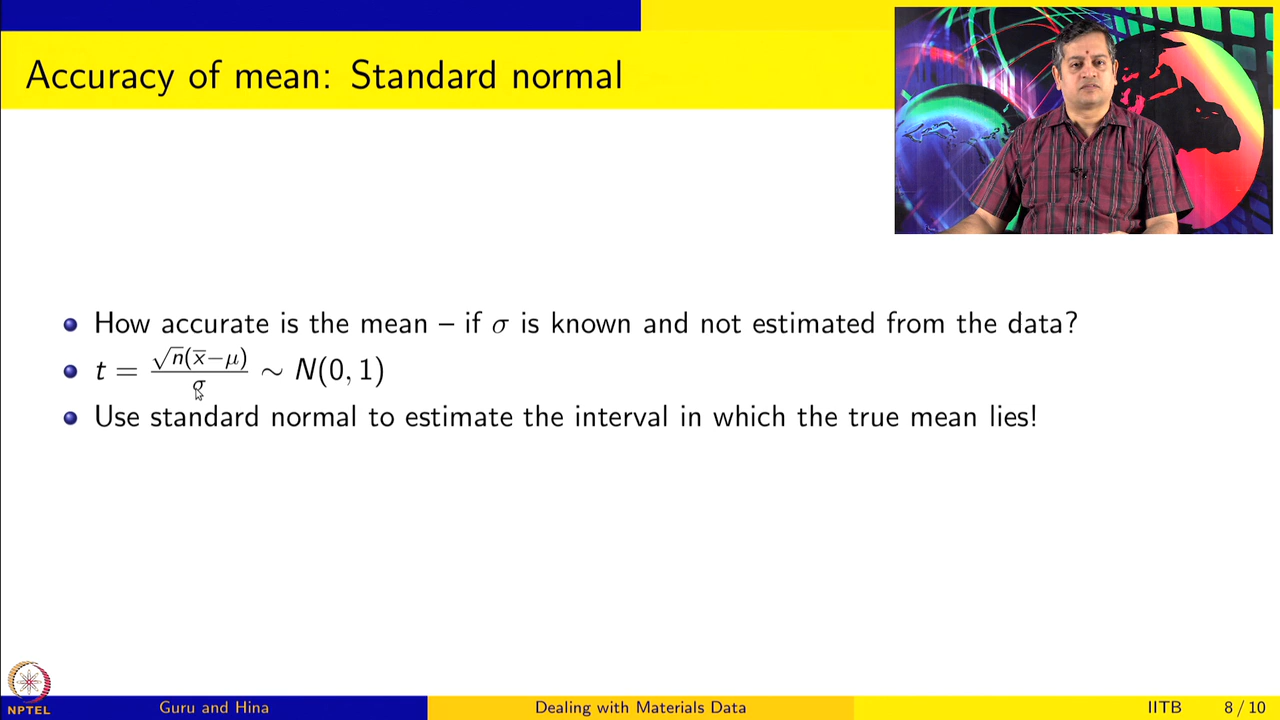 Accuracy of mean: Standard normal
How accurate is the mean – if σ is known and not estimated from the data?
t = √n(x̅−μ)/σ ∼ N(0, 1)
Use standard normal to estimate the interval in which the true mean lies!
NPTEL
Guru and Hina
Dealing with Materials Data
IITB
8 / 10